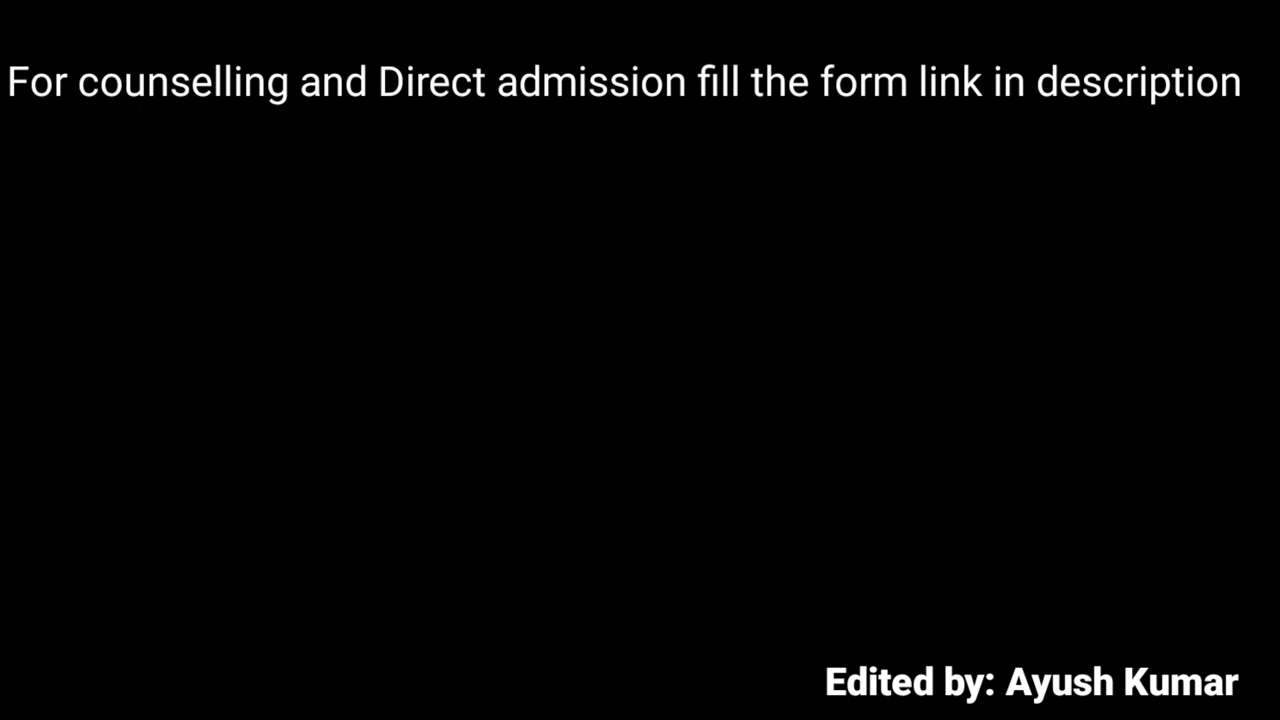 For counselling and Direct admission fill the form link in description
Edited by: Ayush Kumar